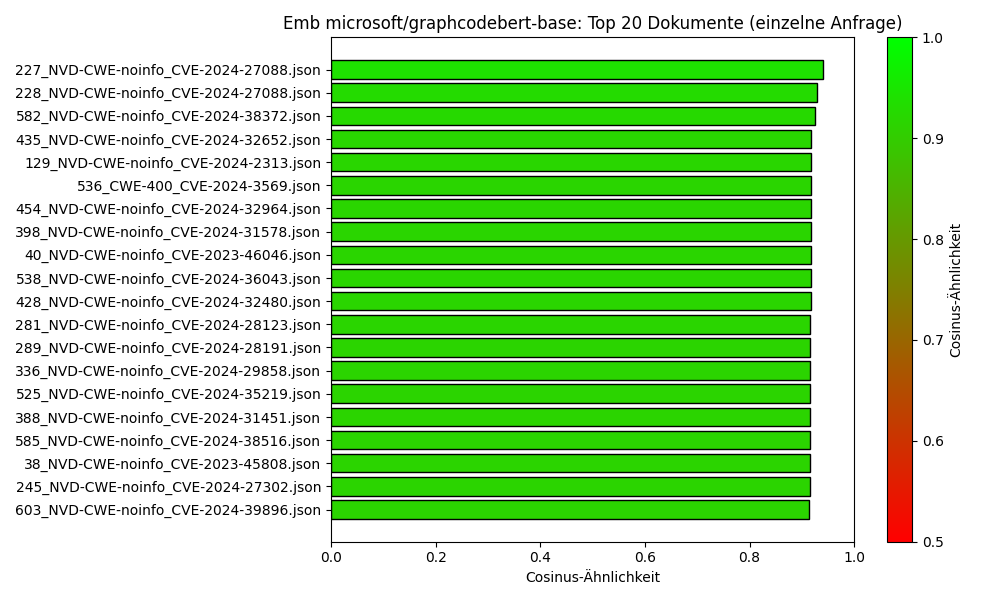 Emb microsoft/graphcodebert-base: Top 20 Dokumente (einzelne Anfrage)
227_NVD-CWE-noinfo_CVE-2024-27088.json
228_NVD-CWE-noinfo_CVE-2024-27088.json
582_NVD-CWE-noinfo_CVE-2024-38372.json
435_NVD-CWE-noinfo_CVE-2024-32652.json
129_NVD-CWE-noinfo_CVE-2024-2313.json
536_CWE-400_CVE-2024-3569.json
454_NVD-CWE-noinfo_CVE-2024-32964.json
398_NVD-CWE-noinfo_CVE-2024-31578.json
40_NVD-CWE-noinfo_CVE-2023-46046.json
538_NVD-CWE-noinfo_CVE-2024-36043.json
428_NVD-CWE-noinfo_CVE-2024-32480.json
281_NVD-CWE-noinfo_CVE-2024-28123.json
289_NVD-CWE-noinfo_CVE-2024-28191.json
336_NVD-CWE-noinfo_CVE-2024-29858.json
525_NVD-CWE-noinfo_CVE-2024-35219.json
388_NVD-CWE-noinfo_CVE-2024-31451.json
585_NVD-CWE-noinfo_CVE-2024-38516.json
38_NVD-CWE-noinfo_CVE-2023-45808.json
245_NVD-CWE-noinfo_CVE-2024-27302.json
603_NVD-CWE-noinfo_CVE-2024-39896.json
0.0 0.2 0.4 0.6 0.8 1.0
Cosinus-Ähnlichkeit
1.0
0.9
0.8
0.7
0.6
0.5
Cosinus-Ähnlichkeit